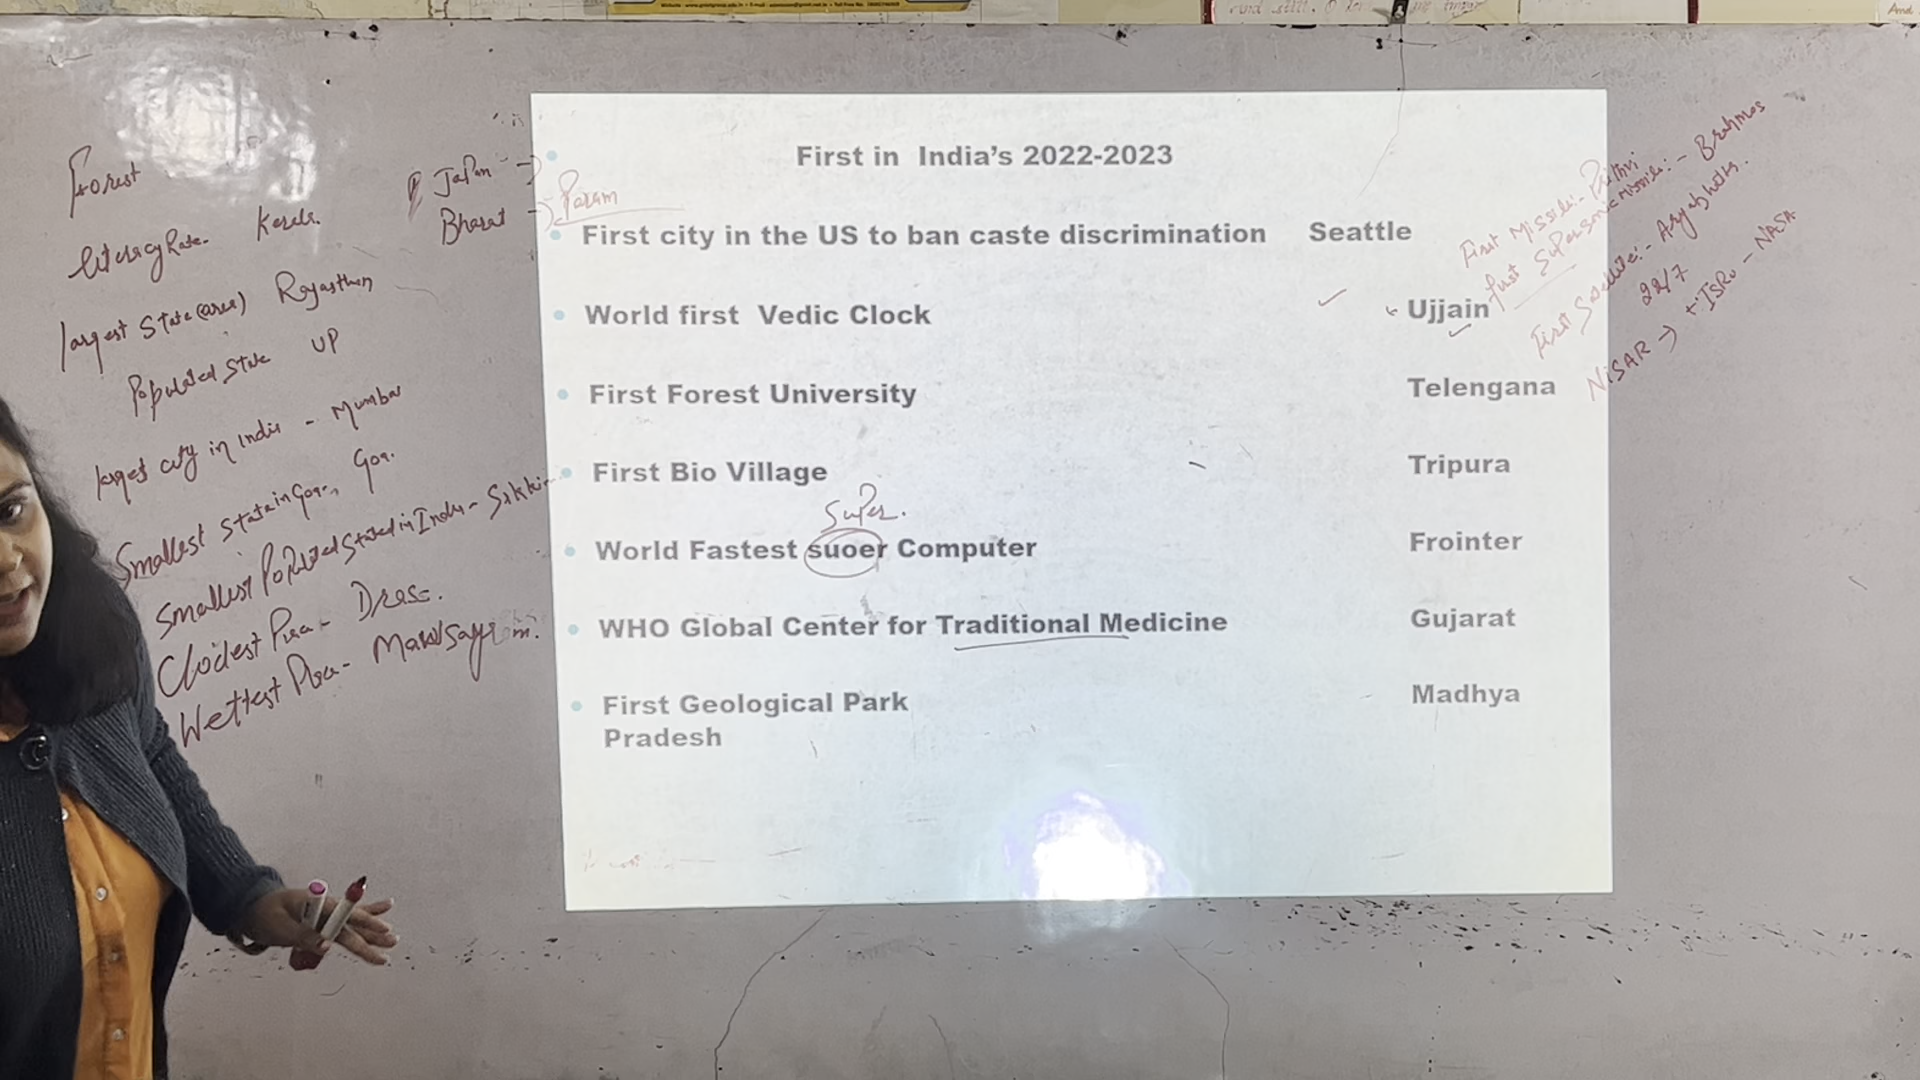 Forest
Literacy Rate- Kerala.
largest State (area) Rajasthan
Populated State UP
largest city in India - Mumbai
Smallest State in Goa.
Smallest Populated State in India - Sikkim
Place - Drass.
Wettest Place - Mawsynram.
Japan →
Bharat → Param
First in India’s 2022-2023
First city in the US to ban caste discrimination Seattle
World first Vedic Clock Ujjain
First Forest University Telengana
First Bio Village Tripura
Super.
World Fastest suoer Computer Frointer
WHO Global Center for Traditional Medicine Gujarat
First Geological Park Madhya
Pradesh
First Missile:- Prithvi
first Supersonic Missile:- Brahmos
First Satellite:- Aryabhatta.
22/7
NISAR → ISRO - NASA